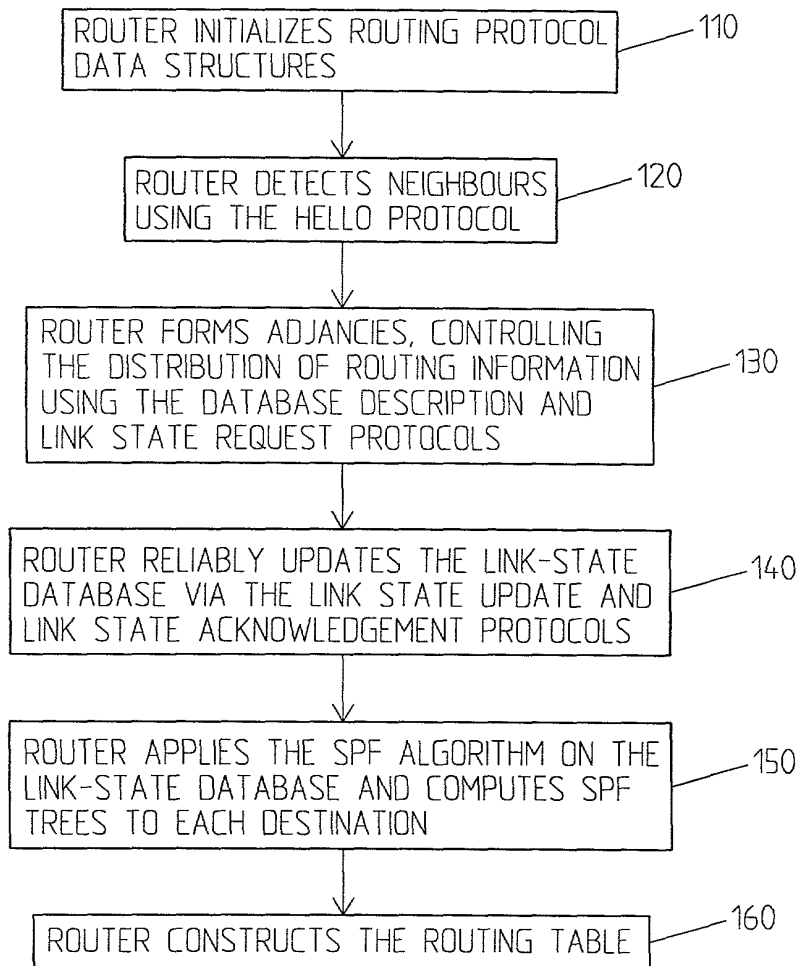 ROUTER INITIALIZES ROUTING PROTOCOL
DATA STRUCTURES
110
ROUTER DETECTS NEIGHBOURS
USING THE HELLO PROTOCOL
120
ROUTER FORMS ADJANCIES, CONTROLLING
THE DISTRIBUTION OF ROUTING INFORMATION
USING THE DATABASE DESCRIPTION AND
LINK STATE REQUEST PROTOCOLS
130
ROUTER RELIABLY UPDATES THE LINK-STATE
DATABASE VIA THE LINK STATE UPDATE AND
LINK STATE ACKNOWLEDGEMENT PROTOCOLS
140
ROUTER APPLIES THE SPF ALGORITHM ON THE
LINK-STATE DATABASE AND COMPUTES SPF
TREES TO EACH DESTINATION
150
ROUTER CONSTRUCTS THE ROUTING TABLE
160